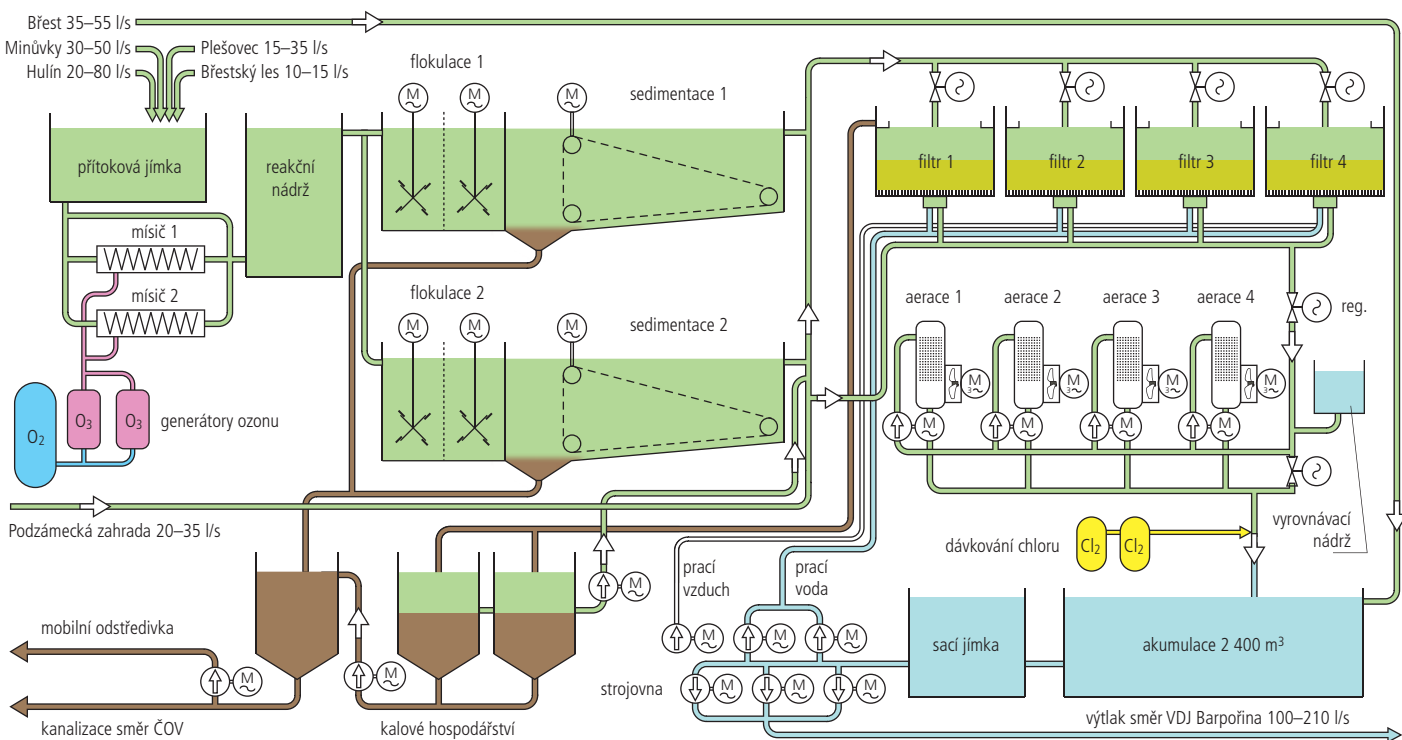 Břest 35–55 l/s
Minůvky 30–50 l/s
Plešovec 15–35 l/s
Hulín 20–80 l/s
Břestský les 10–15 l/s
přítoková jímka
reakční
nádrž
flokulace 1
M
M
M
sedimentace 1
filtr 1
filtr 2
filtr 3
filtr 4
mísič 1
mísič 2
flokulace 2
M
M
M
sedimentace 2
aerace 1
aerace 2
aerace 3
aerace 4
reg.
M
3~
M
3~
M
3~
M
3~
M
M
M
M
O₂
O₃
O₃
generátory ozonu
Podzámecká zahrada 20–35 l/s
vyrovnávací
nádrž
dávkování chloru
Cl₂
Cl₂
M
prací
vzduch
prací
voda
M
M
M
mobilní odstředivka
M
M
kanalizace směr ČOV
kalové hospodářství
strojovna
M
M
M
sací jímka
akumulace 2 400 m³
výtlak směr VDJ Barpořina 100–210 l/s